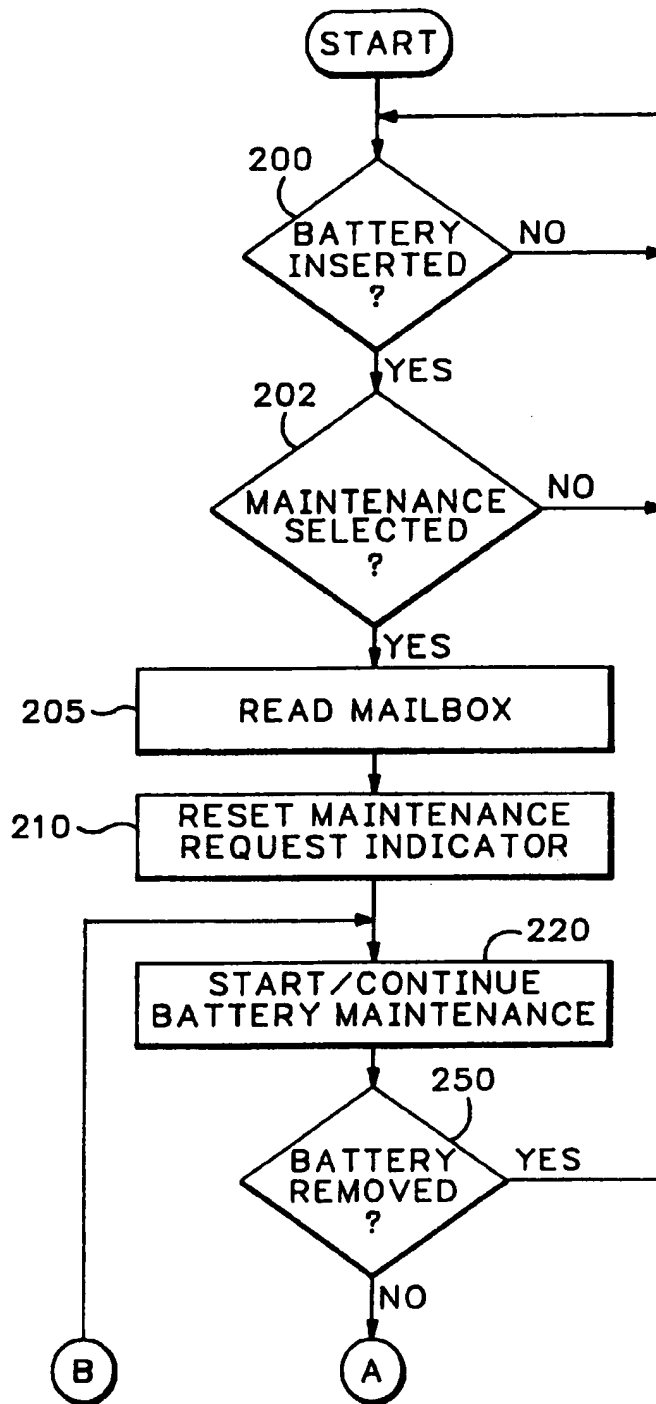 START
200
BATTERY
INSERTED
?
NO
YES
202
MAINTENANCE
SELECTED
?
NO
YES
205
READ MAILBOX
210
RESET MAINTENANCE
REQUEST INDICATOR
220
START/CONTINUE
BATTERY MAINTENANCE
250
BATTERY
REMOVED
?
YES
NO
B
A